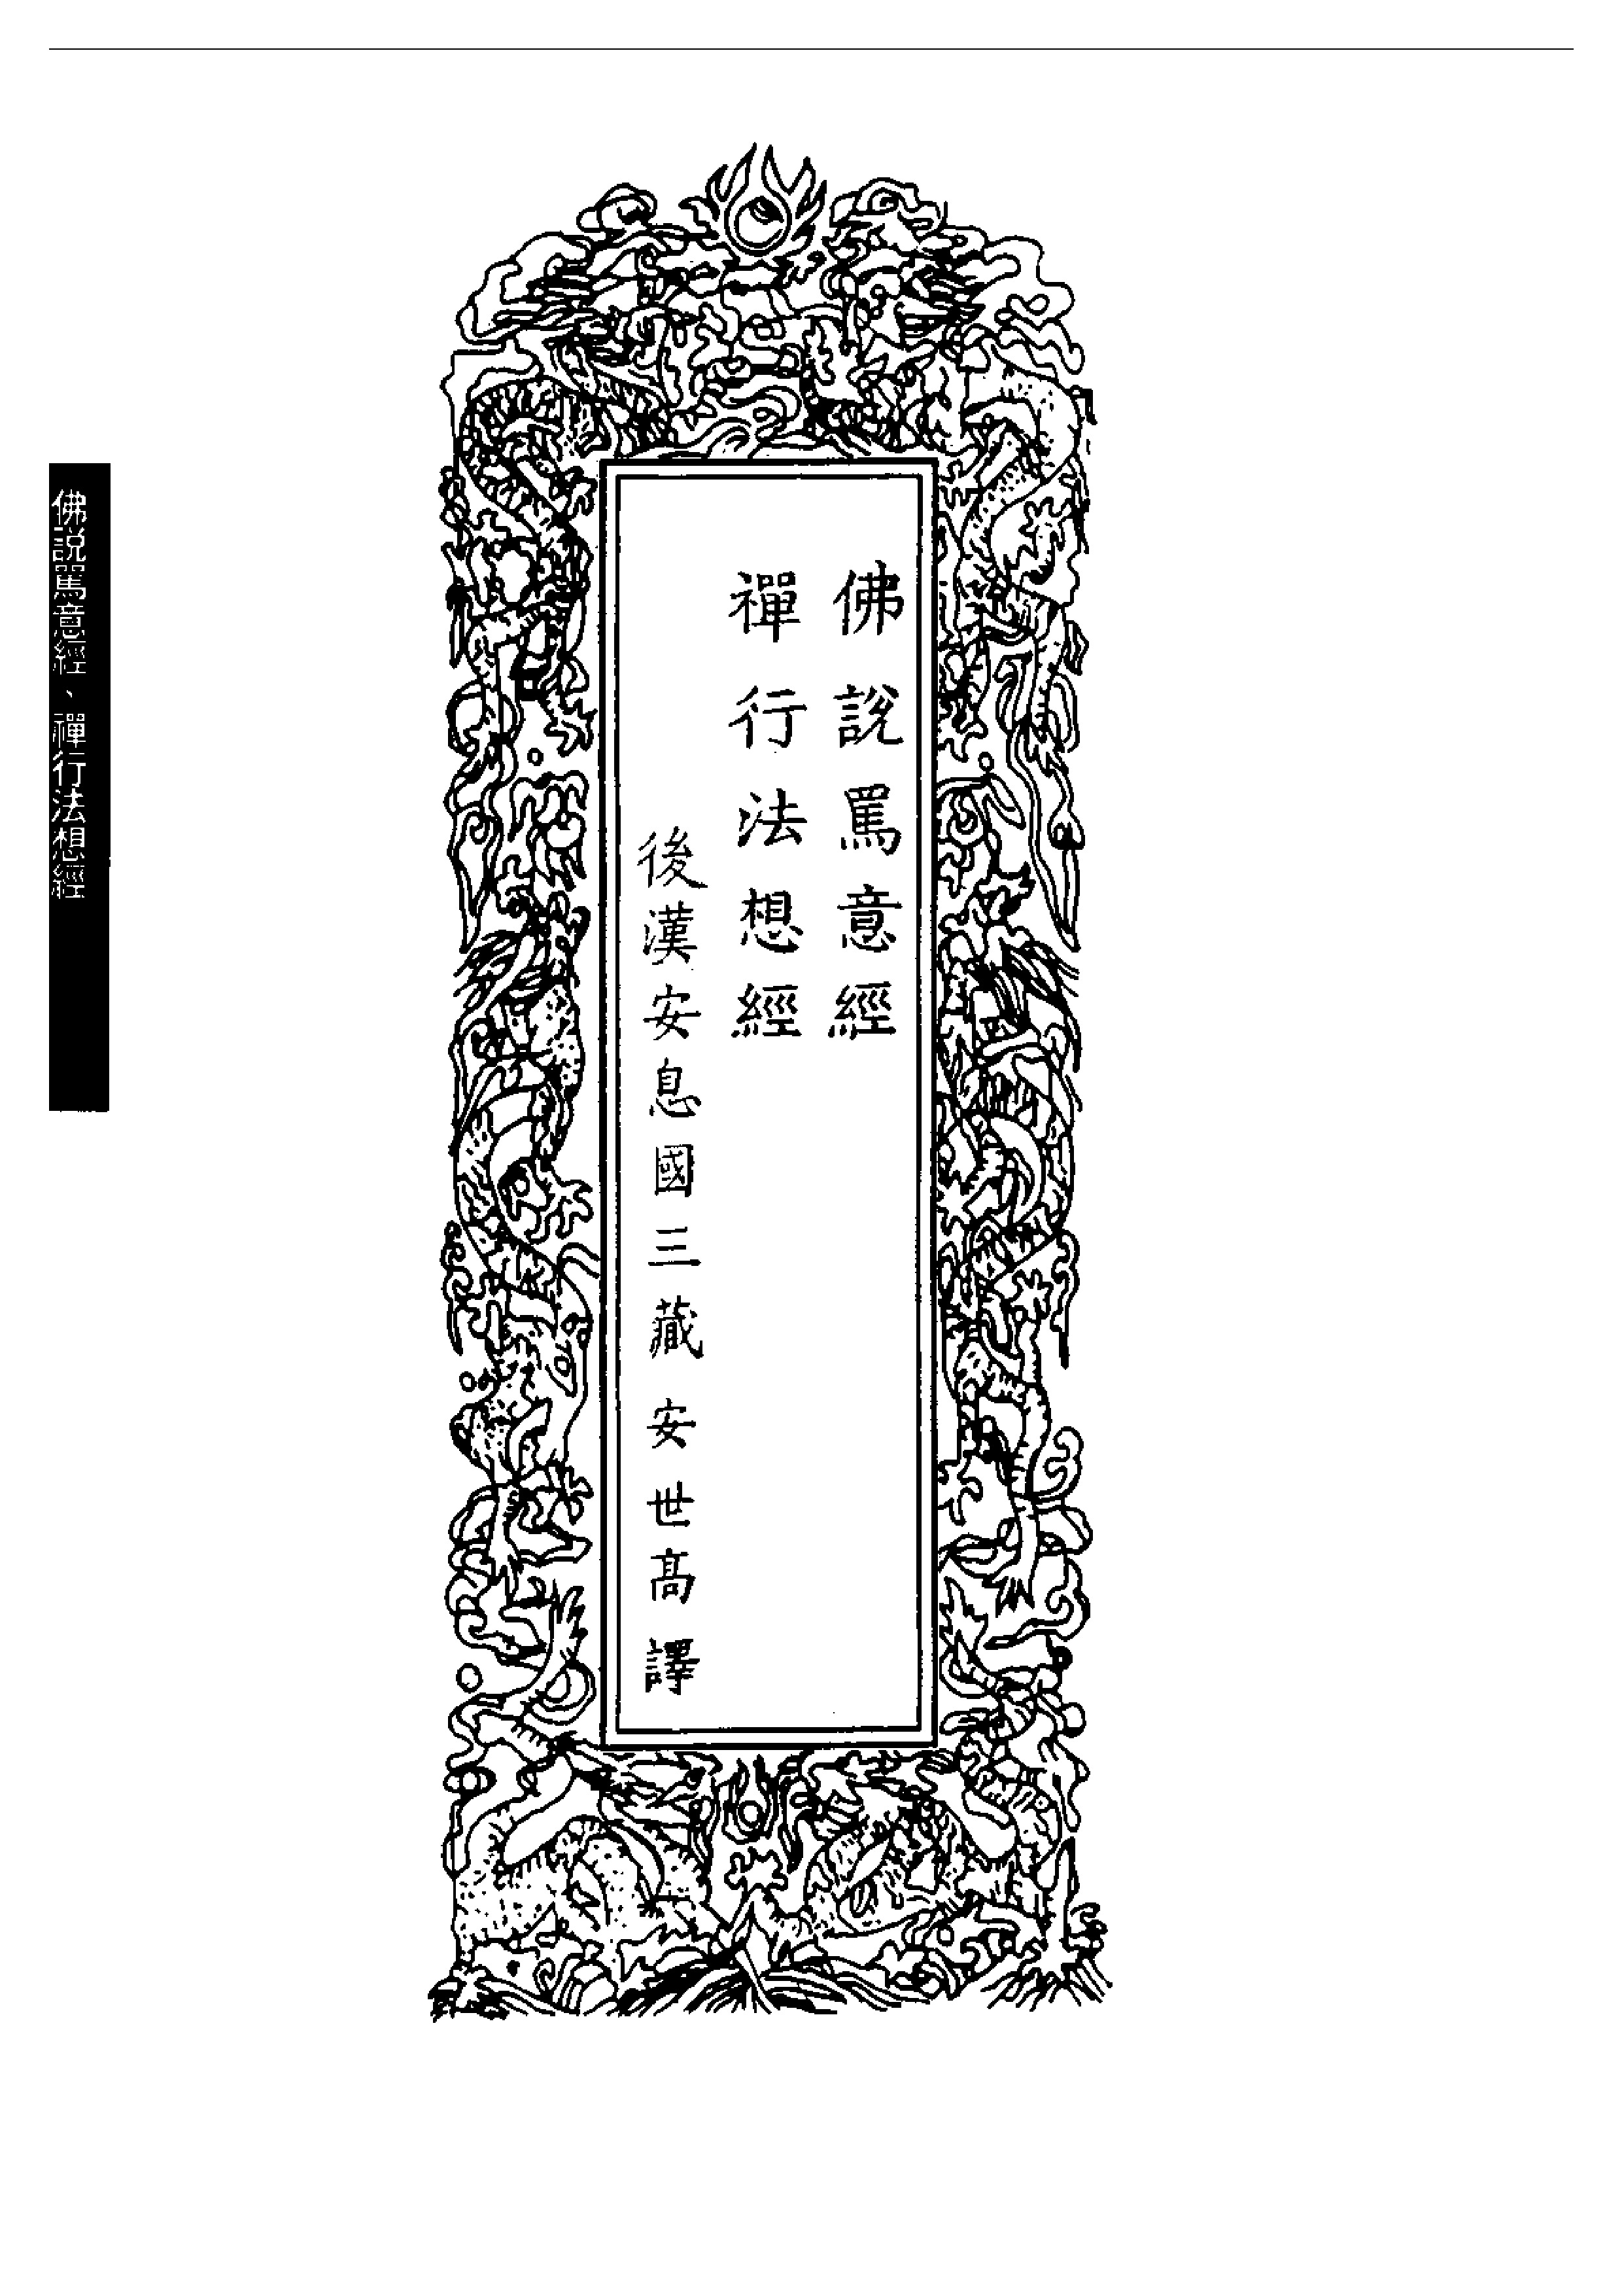 佛說罵意經
禪行法想經
後漢安息國三藏安世高譯
佛説罵意經、禪行法想經